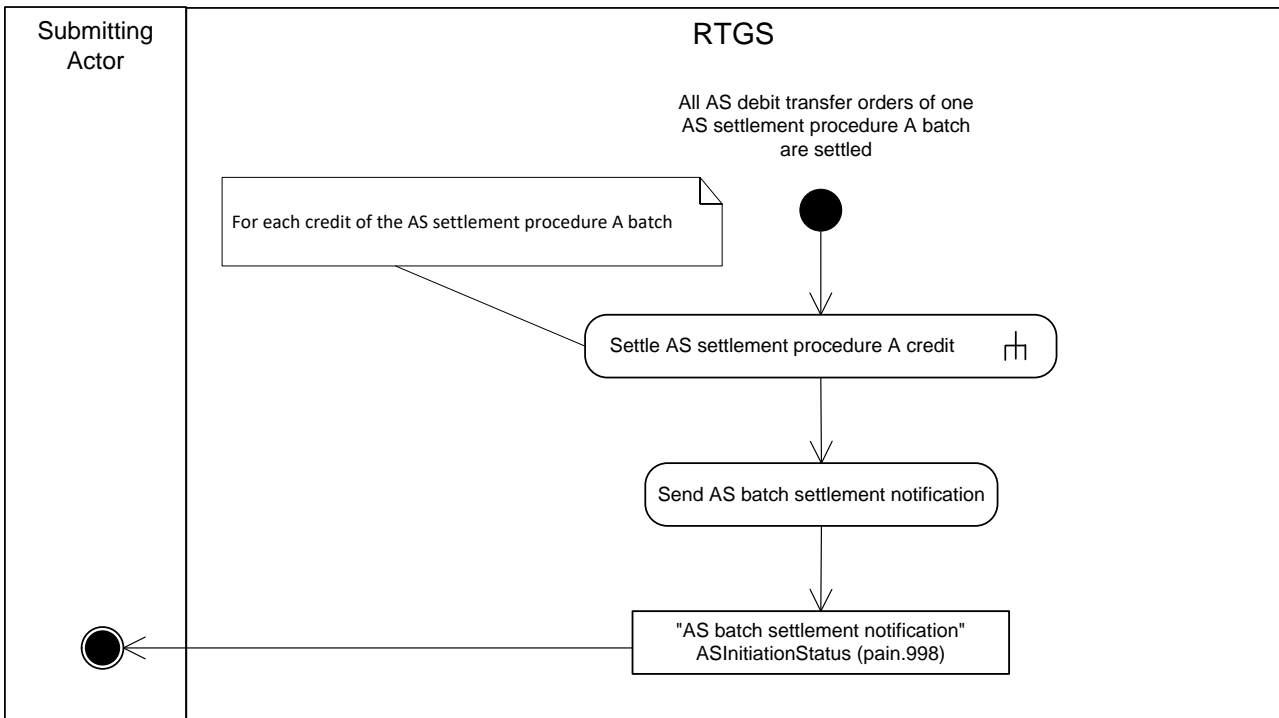 Submitting
Actor
RTGS
All AS debit transfer orders of one
AS settlement procedure A batch
are settled
For each credit of the AS settlement procedure A batch
Settle AS settlement procedure A credit
Send AS batch settlement notification
"AS batch settlement notification"
ASInitiationStatus (pain.998)